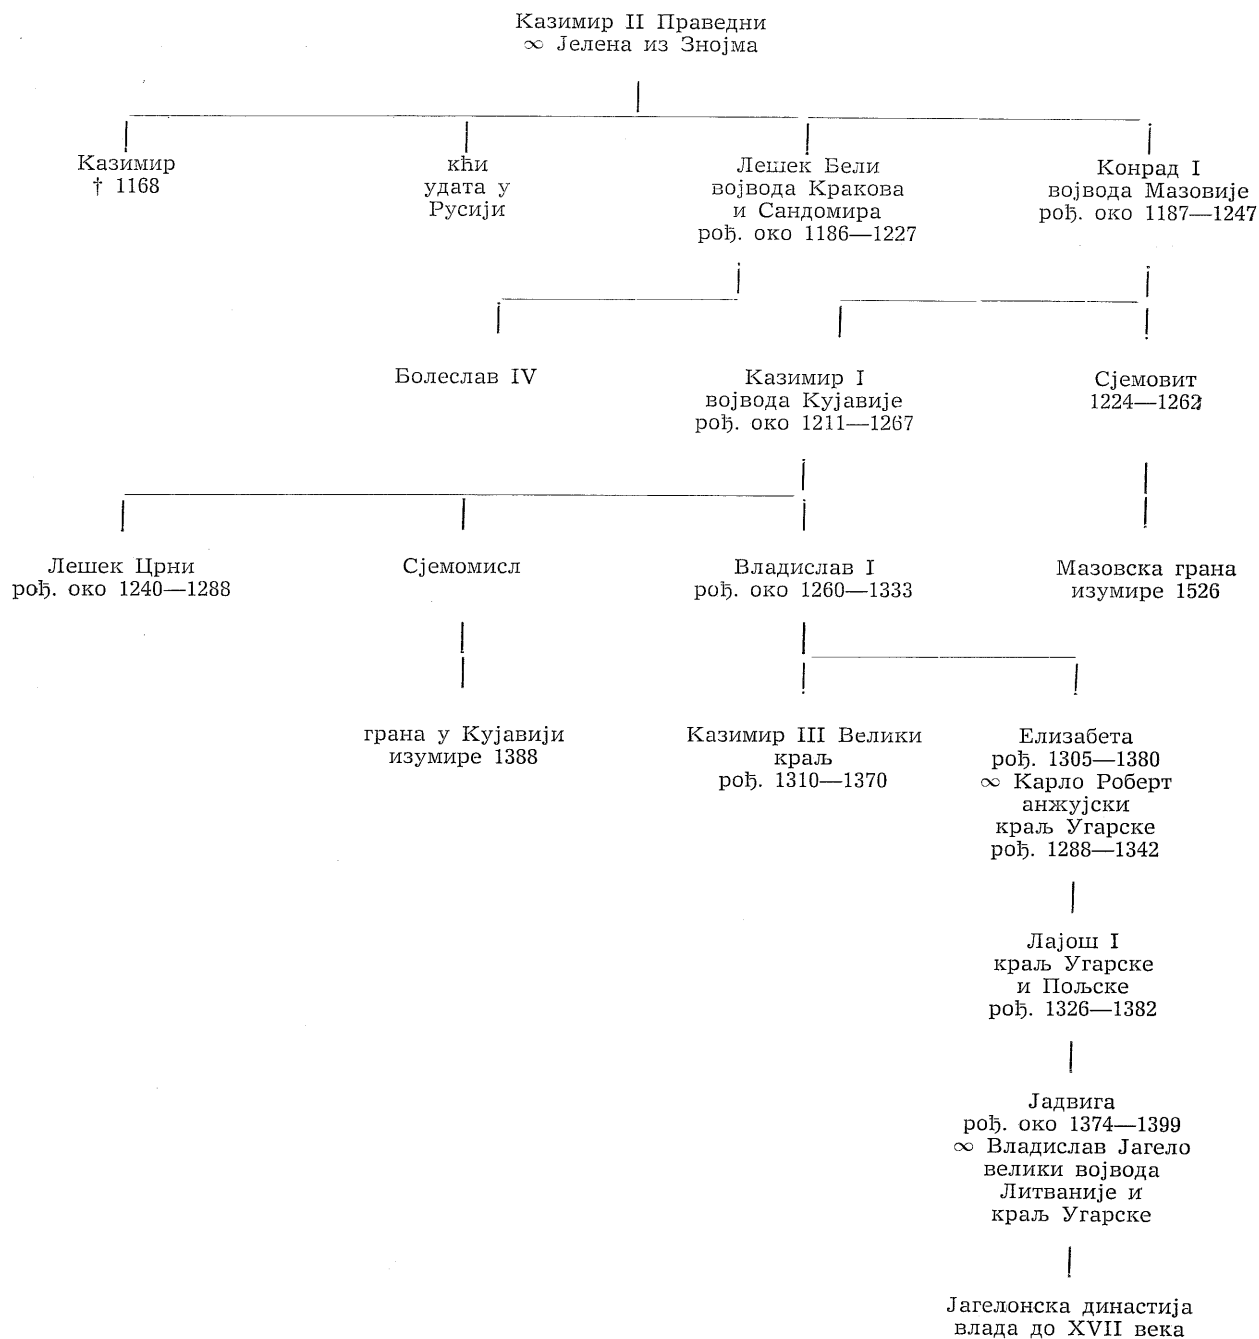 Казимир II Праведни
∞ Јелена из Знојма
Казимир
† 1168
кћи
удата у
Русији
Лешек Бели
војвода Кракова
и Сандомира
рођ. око 1186—1227
Конрад I
војвода Мазовије
рођ. око 1187—1247
Болеслав IV
Казимир I
војвода Кујавије
рођ. око 1211—1267
Сјемовит
1224—1262
Лешек Црни
рођ. око 1240—1288
Сјемомисл
Владислав I
рођ. око 1260—1333
Мазовска грана
изумире 1526
грана у Кујавији
изумире 1388
Казимир III Велики
краљ
рођ. 1310—1370
Елизабета
рођ. 1305—1380
∞ Карло Роберт
анжујски
краљ Угарске
рођ. 1288—1342
Лајош I
краљ Угарске
и Пољске
рођ. 1326—1382
Јадвига
рођ. око 1374—1399
∞ Владислав Јагело
велики војвода
Литваније и
краљ Угарске
Јагелонска династија
влада до XVII века